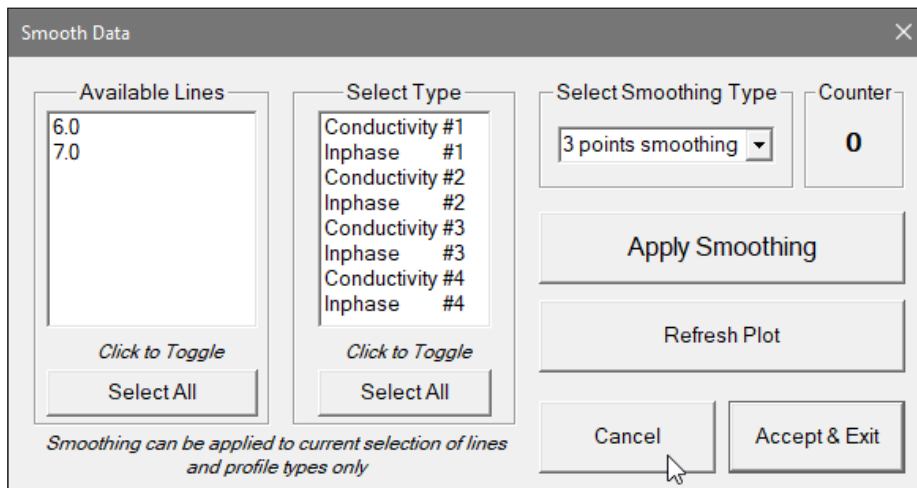 Smooth Data
Available Lines
6.0
7.0
Click to Toggle
Select All
Select Type
Conductivity #1
Inphase #1
Conductivity #2
Inphase #2
Conductivity #3
Inphase #3
Conductivity #4
Inphase #4
Click to Toggle
Select All
Smoothing can be applied to current selection of lines
and profile types only
Select Smoothing Type
3 points smoothing
Counter
0
Apply Smoothing
Refresh Plot
Cancel
Accept & Exit